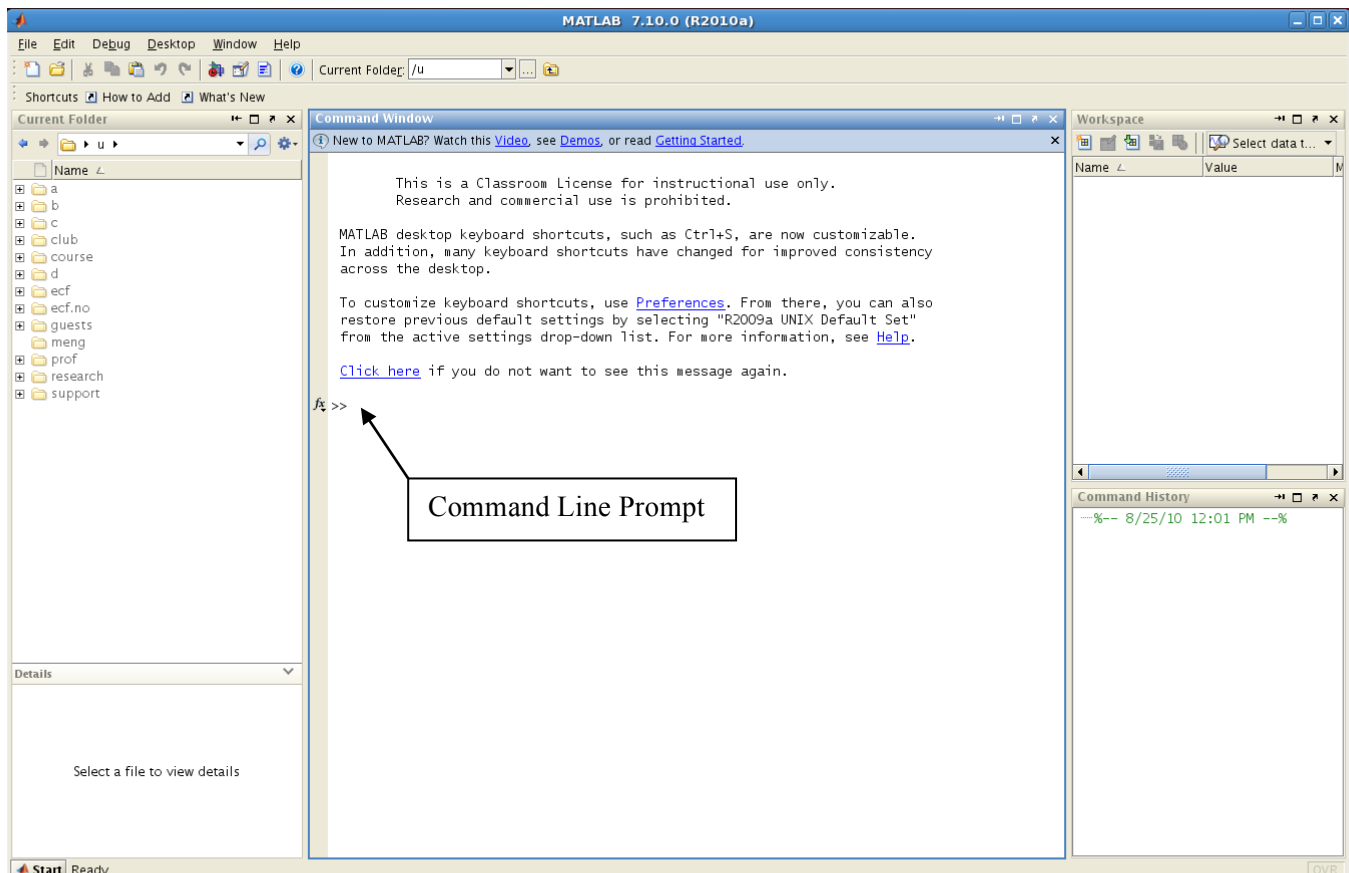 MATLAB 7.10.0 (R2010a)
File Edit Debug Desktop Window Help
Current Folder: /u
Shortcuts How to Add What's New
Current Folder
u
Name
a
b
c
club
course
d
ecf
ecf.no
guests
meng
prof
research
support
Details
Select a file to view details
Command Window
New to MATLAB? Watch this Video, see Demos, or read Getting Started.
This is a Classroom License for instructional use only.
Research and commercial use is prohibited.
MATLAB desktop keyboard shortcuts, such as Ctrl+S, are now customizable.
In addition, many keyboard shortcuts have changed for improved consistency
across the desktop.
To customize keyboard shortcuts, use Preferences. From there, you can also
restore previous default settings by selecting "R2009a UNIX Default Set"
from the active settings drop-down list. For more information, see Help.
Click here if you do not want to see this message again.
fx >>
Command Line Prompt
Workspace
Select data t...
Name Value M
Command History
%-- 8/25/10 12:01 PM --%
Start Ready
OVR